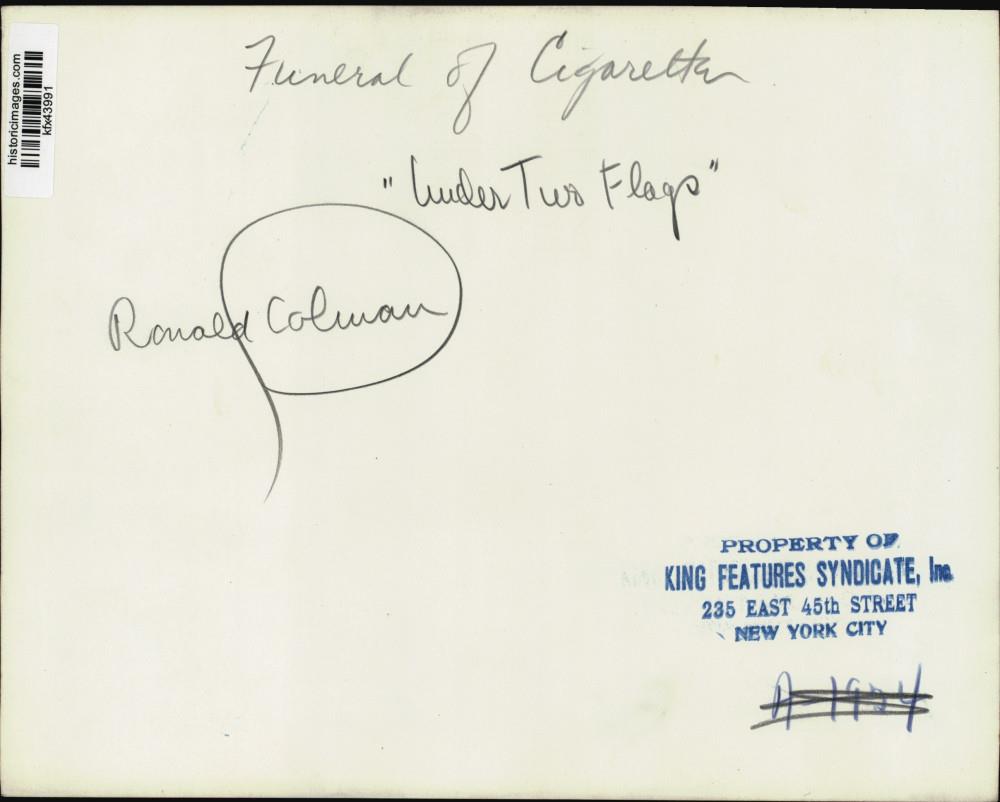 historicimages.com
kfx43991
Funeral of Cigarette
"Under Two Flags"
Ronald Colman
PROPERTY OF
KING FEATURES SYNDICATE, Inc.
235 EAST 45th STREET
NEW YORK CITY